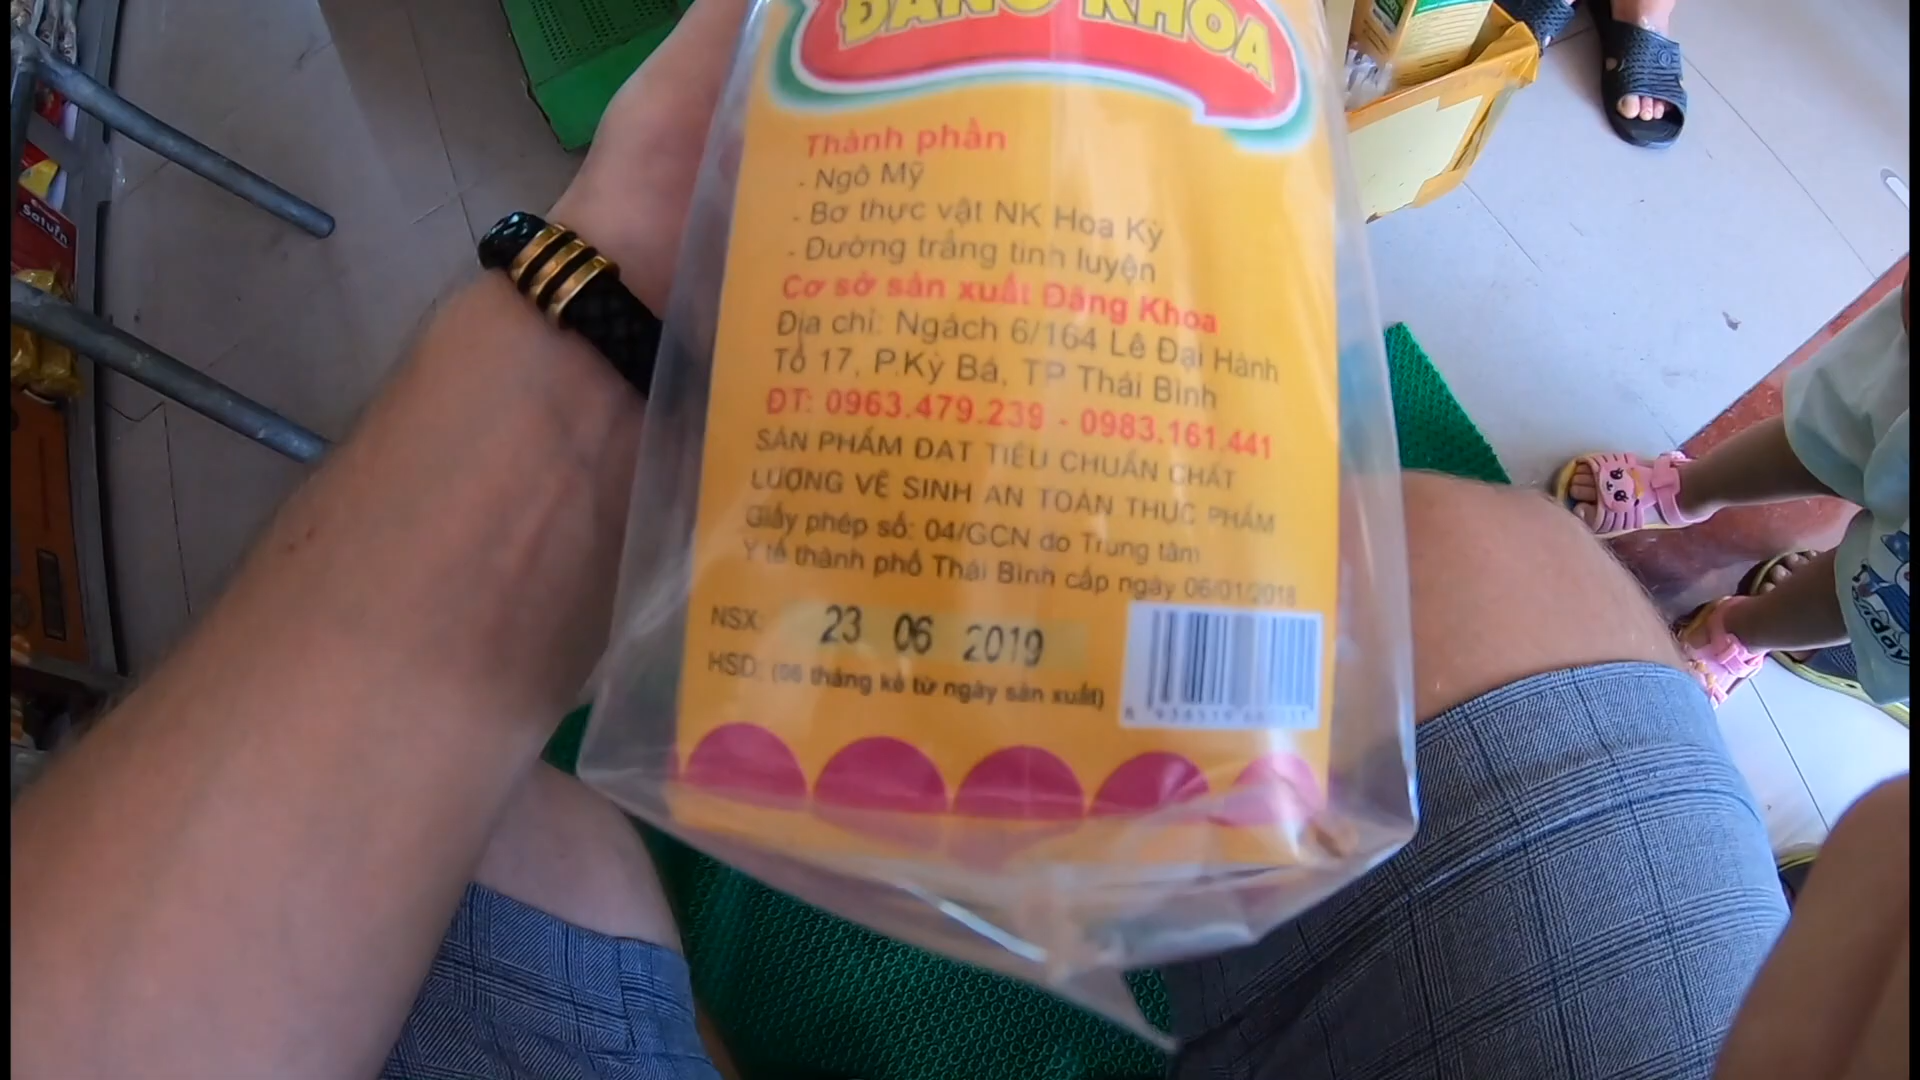 ĐĂNG KHOA
Thành phần
- Ngô Mỹ
- Bơ thực vật NK Hoa Kỳ
- Đường trắng tinh luyện
Cơ sở sản xuất Đăng Khoa
Địa chỉ: Ngách 6/164 Lê Đại Hành
Tổ 17, P.Kỳ Bá, TP Thái Bình
ĐT: 0963.479.239 - 0983.161.441
SẢN PHẨM ĐẠT TIÊU CHUẨN CHẤT
LƯỢNG VỆ SINH AN TOÀN THỰC PHẨM
Giấy phép số: 04/GCN do Trung tâm
Y tế thành phố Thái Bình cấp ngày 06/01/2018
NSX: 23 06 2019
HSD: (06 tháng kể từ ngày sản xuất)
Saturn